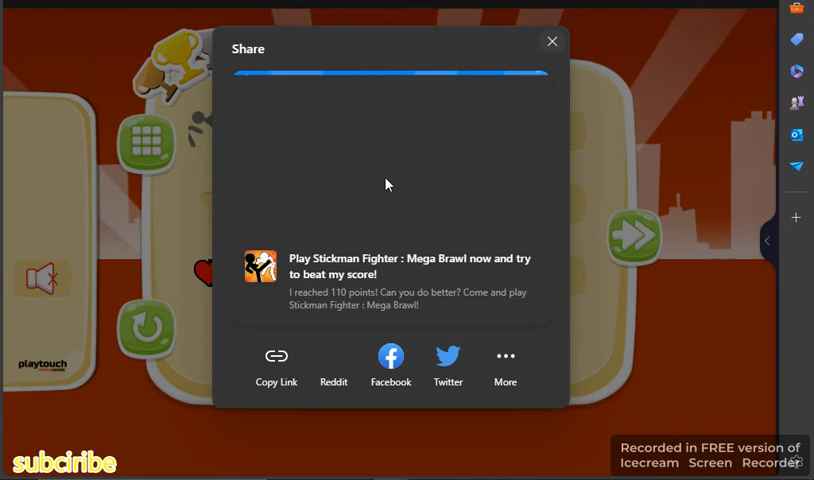 Share
Play Stickman Fighter : Mega Brawl now and try
to beat my score!
I reached 110 points! Can you do better? Come and play
Stickman Fighter : Mega Brawl!
Copy Link
Reddit
Facebook
Twitter
More
playtouch
subciribe
Recorded in FREE version of
Icecream Screen Recorder